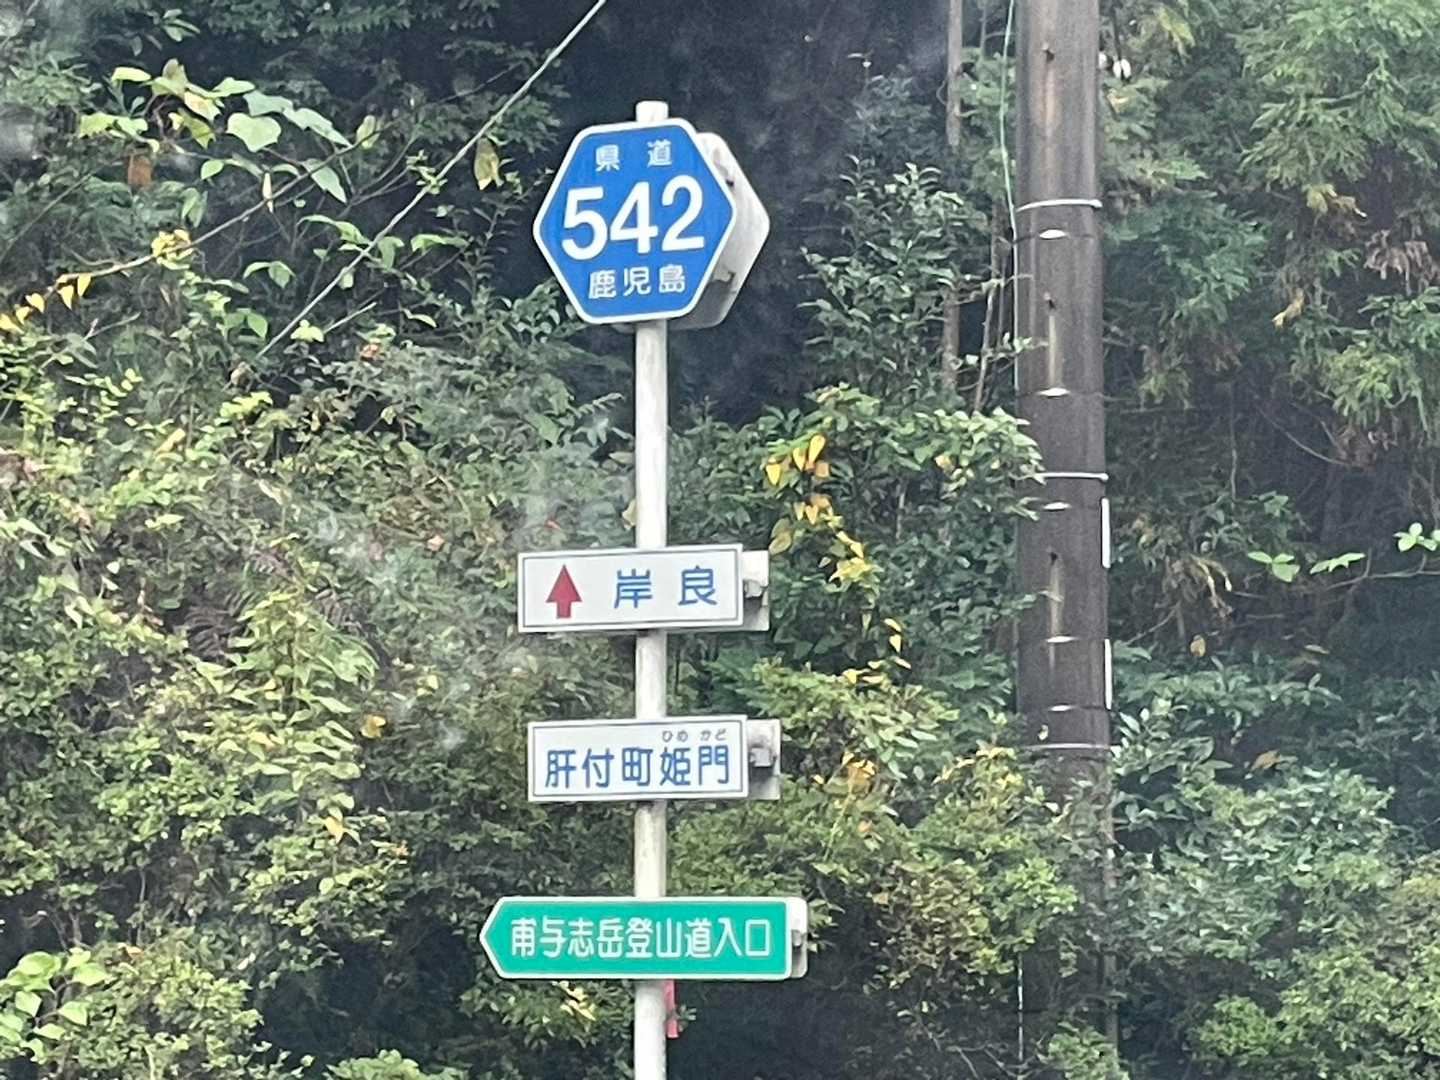 県道
542
鹿児島
岸良
ひめ かど
肝付町姫門
甫与志岳登山道入口